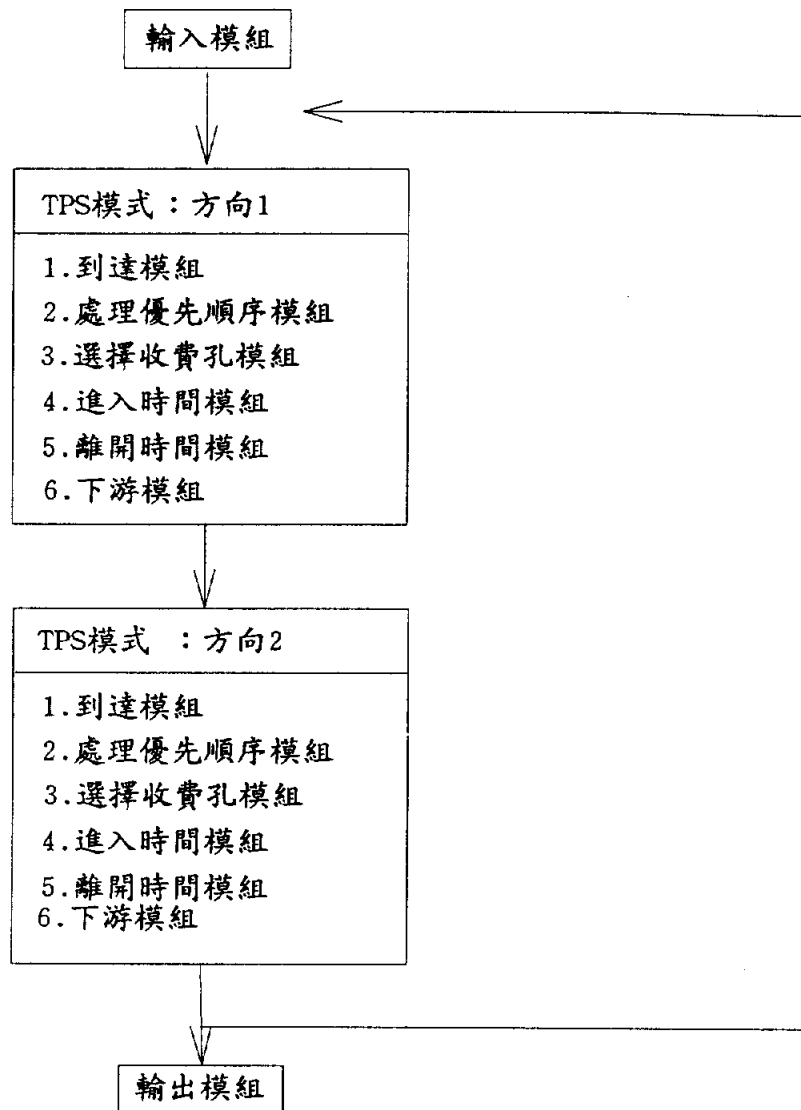 輸入模組
TPS模式：方向1
1.到達模組
2.處理優先順序模組
3.選擇收費孔模組
4.進入時間模組
5.離開時間模組
6.下游模組
TPS模式 ：方向2
1.到達模組
2.處理優先順序模組
3.選擇收費孔模組
4.進入時間模組
5.離開時間模組
6.下游模組
輸出模組